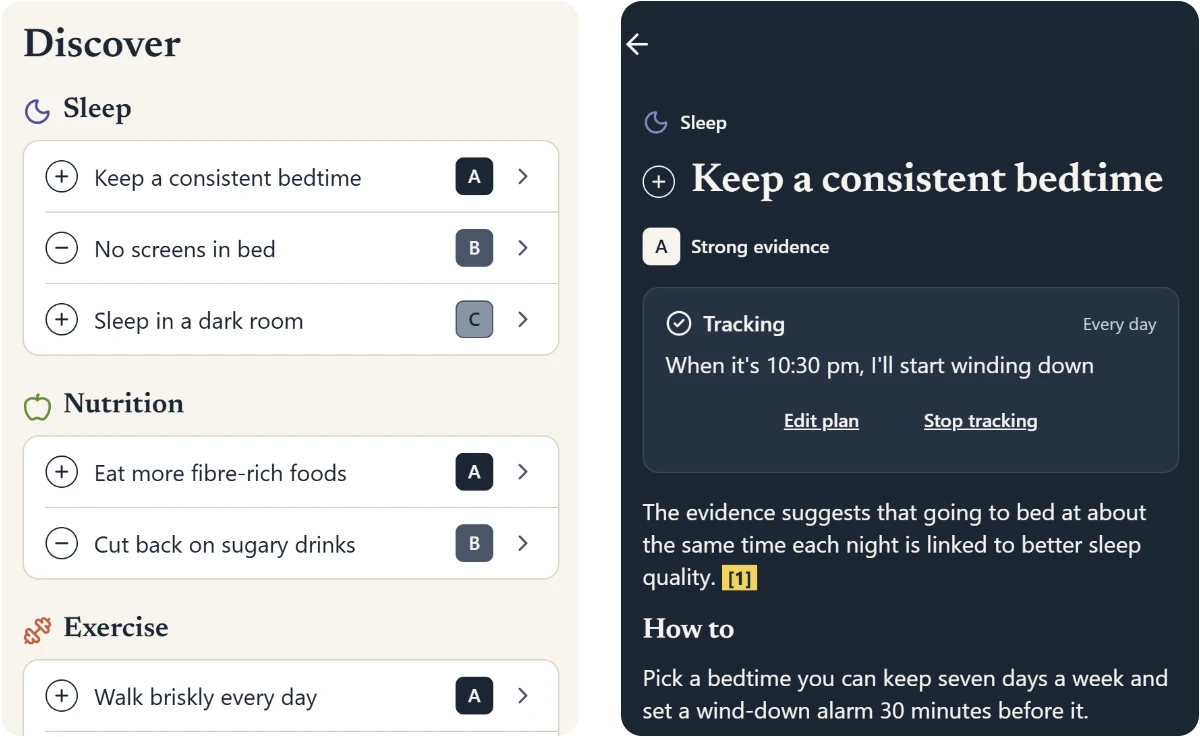 Discover
Sleep
Keep a consistent bedtime A
No screens in bed B
Sleep in a dark room C
Nutrition
Eat more fibre-rich foods A
Cut back on sugary drinks B
Exercise
Walk briskly every day A
Sleep
Keep a consistent bedtime
A Strong evidence
Tracking Every day
When it's 10:30 pm, I'll start winding down
Edit plan Stop tracking
The evidence suggests that going to bed at about
the same time each night is linked to better sleep
quality. [1]
How to
Pick a bedtime you can keep seven days a week and
set a wind-down alarm 30 minutes before it.